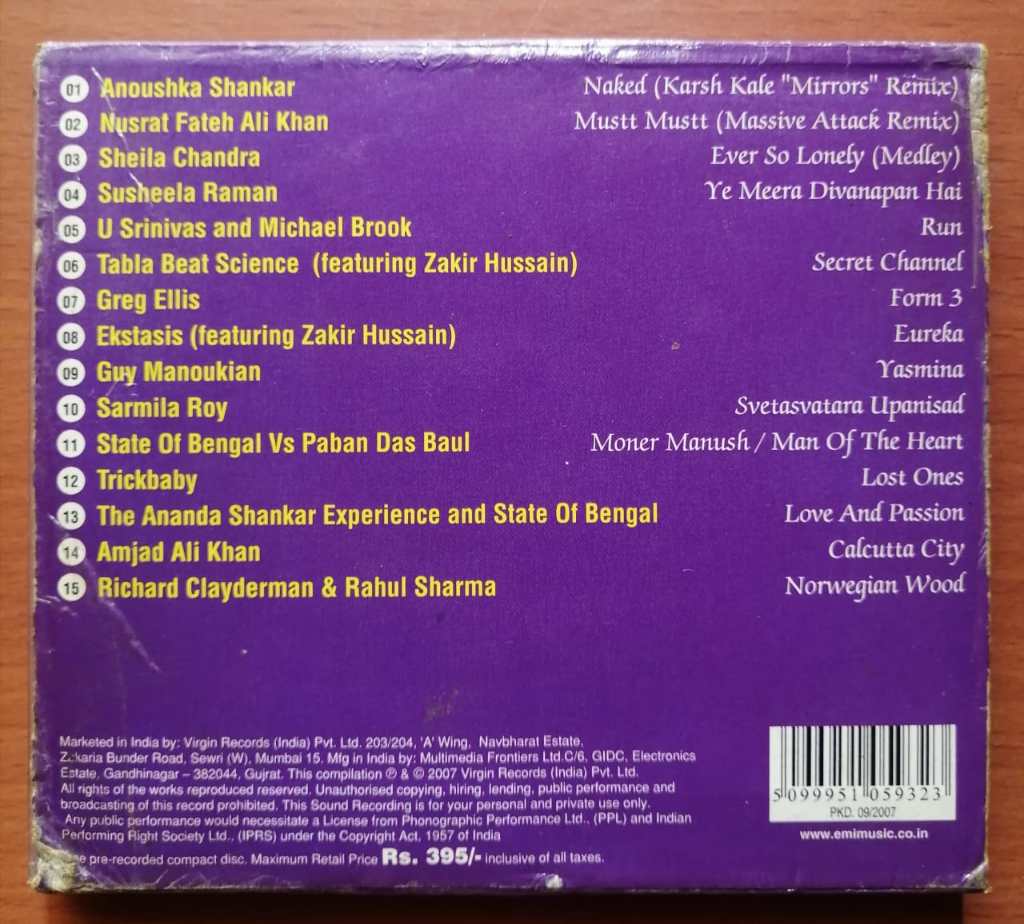 01 Anoushka Shankar Naked (Karsh Kale "Mirrors" Remix)
02 Nusrat Fateh Ali Khan Mustt Mustt (Massive Attack Remix)
03 Sheila Chandra Ever So Lonely (Medley)
04 Susheela Raman Ye Meera Divanapan Hai
05 U Srinivas and Michael Brook Run
06 Tabla Beat Science (featuring Zakir Hussain) Secret Channel
07 Greg Ellis Form 3
08 Ekstasis (featuring Zakir Hussain) Eureka
09 Guy Manoukian Yasmina
10 Sarmila Roy Svetasvatara Upanisad
11 State Of Bengal Vs Paban Das Baul Moner Manush / Man Of The Heart
12 Trickbaby Lost Ones
13 The Ananda Shankar Experience and State Of Bengal Love And Passion
14 Amjad Ali Khan Calcutta City
15 Richard Clayderman & Rahul Sharma Norwegian Wood
Marketed in India by: Virgin Records (India) Pvt. Ltd. 203/204, 'A' Wing, Navbharat Estate,
Zakaria Bunder Road, Sewri (W), Mumbai 15. Mfg in India by: Multimedia Frontiers Ltd.C/6, GIDC, Electronics
Estate, Gandhinagar – 382044, Gujrat. This compilation ℗ & © 2007 Virgin Records (India) Pvt. Ltd.
All rights of the works reproduced reserved. Unauthorised copying, hiring, lending, public performance and
broadcasting of this record prohibited. This Sound Recording is for your personal and private use only.
Any public performance would necessitate a License from Phonographic Performance Ltd., (PPL) and Indian
Performing Right Society Ltd., (IPRS) under the Copyright Act, 1957 of India
pre-recorded compact disc. Maximum Retail Price Rs. 395/- inclusive of all taxes.
5 099951 059323
PKD. 09/2007
www.emimusic.co.in